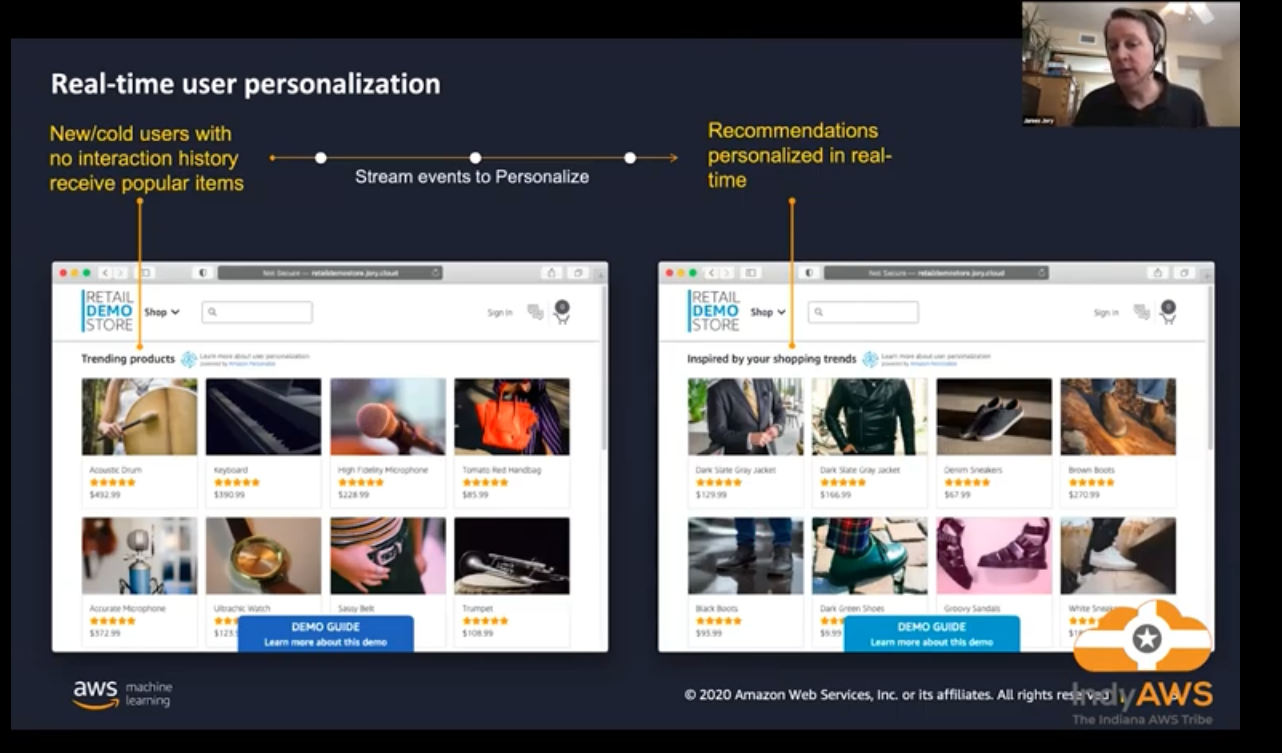 Real-time user personalization
James Jory
New/cold users with
no interaction history
receive popular items
Stream events to Personalize
Recommendations
personalized in real-
time
Not Secure — retaildemostore.jory.cloud
RETAIL
DEMO
STORE
Shop
Sign In
0
Trending products
Learn more about user personalization
powered by Amazon Personalize
Acoustic Drum
$492.99
Keyboard
$390.99
High Fidelity Microphone
$228.99
Tomato Red Handbag
$85.99
Accurate Microphone
$372.99
Ultrachic Watch
$123.
Sassy Belt
Trumpet
$108.99
DEMO GUIDE
Learn more about this demo
Not Secure — retaildemostore.jory.cloud
RETAIL
DEMO
STORE
Shop
Sign In
0
Inspired by your shopping trends
Learn more about user personalization
powered by Amazon Personalize
Dark Slate Gray Jacket
$129.99
Dark Slate Gray Jacket
$166.99
Denim Sneakers
$67.99
Brown Boots
$270.99
Black Boots
$93.99
Dark Green Shoes
$9.99
Groovy Sandals
White
DEMO GUIDE
Learn more about this demo
aws machine
learning
© 2020 Amazon Web Services, Inc. or its affiliates. All rights reserved
IndyAWS
The Indiana AWS Tribe